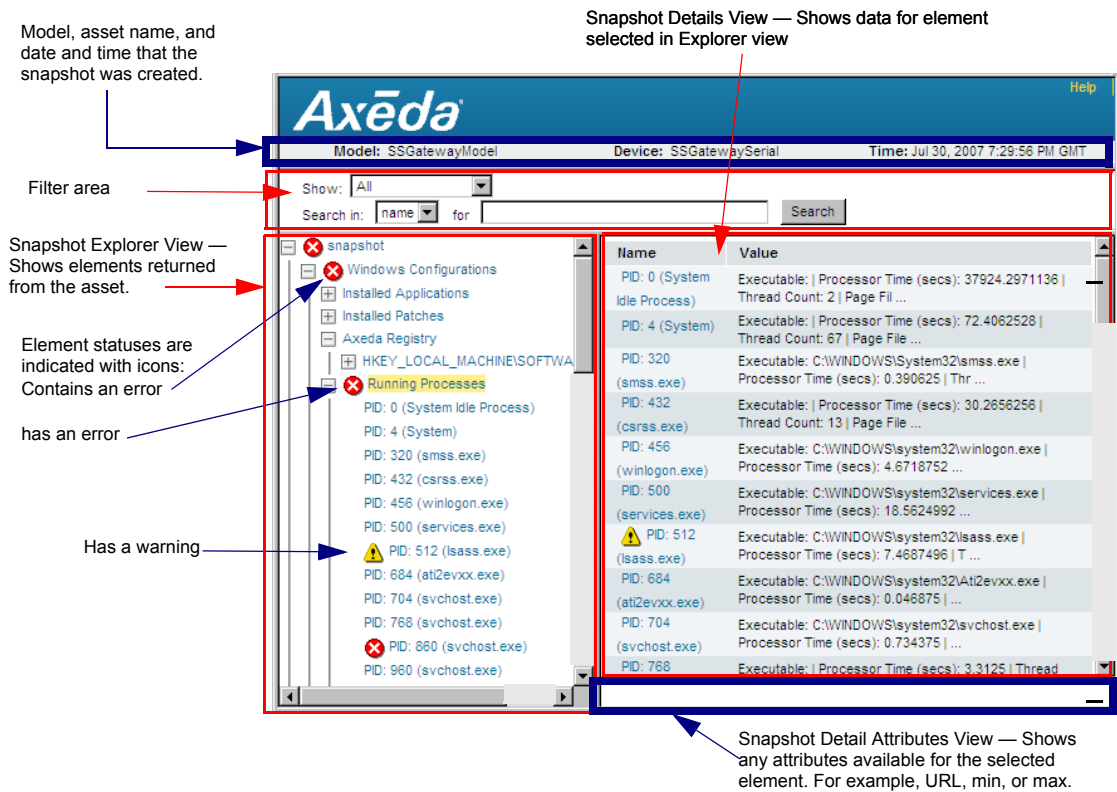 Snapshot Details View — Shows data for element
selected in Explorer view
Model, asset name, and
date and time that the
snapshot was created.
Help
Axēda
Model: SSGatewayModel Device: SSGatewaySerial Time: Jul 30, 2007 7:29:56 PM GMT
Filter area
Show: All
Search in: name for Search
Snapshot Explorer View —
Shows elements returned
from the asset.
Element statuses are
indicated with icons:
Contains an error
has an error
Has a warning
snapshot
Windows Configurations
Installed Applications
Installed Patches
Axeda Registry
HKEY_LOCAL_MACHINE\SOFTWA
Running Processes
PID: 0 (System Idle Process)
PID: 4 (System)
PID: 320 (smss.exe)
PID: 432 (csrss.exe)
PID: 456 (winlogon.exe)
PID: 500 (services.exe)
PID: 512 (lsass.exe)
PID: 684 (ati2evxx.exe)
PID: 704 (svchost.exe)
PID: 768 (svchost.exe)
PID: 860 (svchost.exe)
PID: 960 (svchost.exe)
Name Value
PID: 0 (System
Idle Process)
Executable: | Processor Time (secs): 37924.2971136 |
Thread Count: 2 | Page Fil ...
PID: 4 (System)
Executable: | Processor Time (secs): 72.4062528 |
Thread Count: 67 | Page File ...
PID: 320
(smss.exe)
Executable: C:\WINDOWS\System32\smss.exe |
Processor Time (secs): 0.390625 | Thr ...
PID: 432
(csrss.exe)
Executable: | Processor Time (secs): 30.2656256 |
Thread Count: 13 | Page File ...
PID: 456
(winlogon.exe)
Executable: C:\WINDOWS\system32\winlogon.exe |
Processor Time (secs): 4.6718752 ...
PID: 500
(services.exe)
Executable: C:\WINDOWS\system32\services.exe |
Processor Time (secs): 18.5624992 ...
PID: 512
(lsass.exe)
Executable: C:\WINDOWS\system32\lsass.exe |
Processor Time (secs): 7.4687496 | T ...
PID: 684
(ati2evxx.exe)
Executable: C:\WINDOWS\system32\Ati2evxx.exe |
Processor Time (secs): 0.046875 | ...
PID: 704
(svchost.exe)
Executable: C:\WINDOWS\system32\svchost.exe |
Processor Time (secs): 0.734375 | ...
PID: 768
Executable: | Processor Time (secs): 3.3125 | Thread
Snapshot Detail Attributes View — Shows
any attributes available for the selected
element. For example, URL, min, or max.